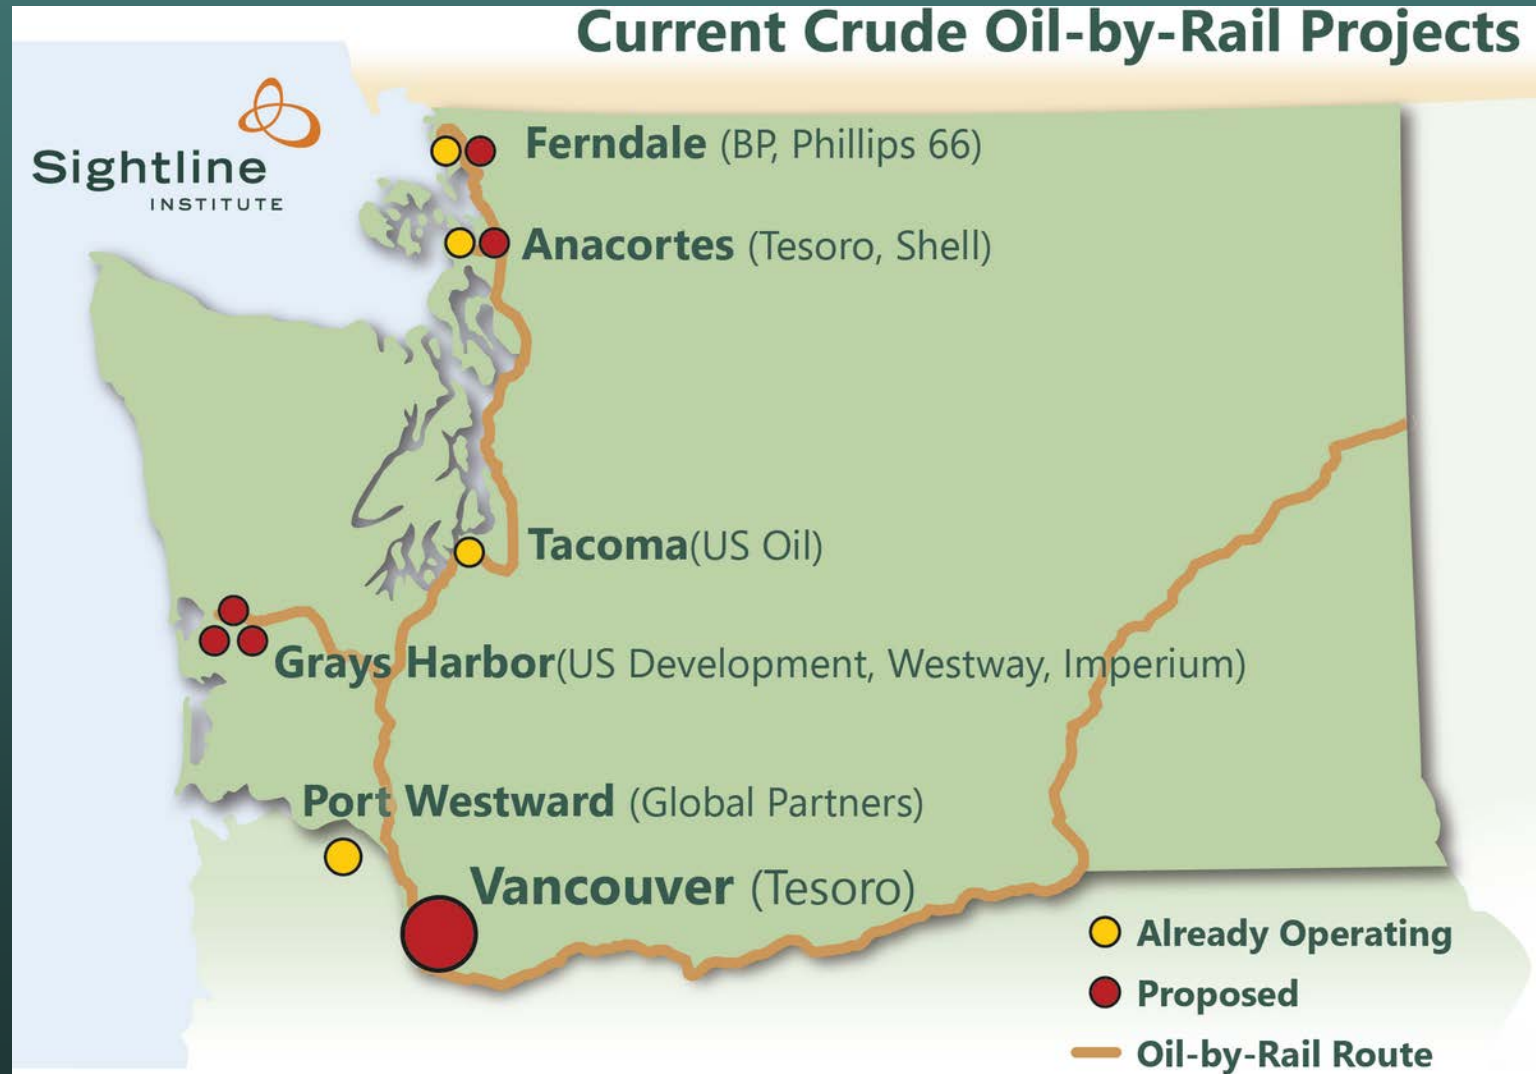 Current Crude Oil-by-Rail Projects
Sightline
INSTITUTE
Ferndale (BP, Phillips 66)
Anacortes (Tesoro, Shell)
Tacoma(US Oil)
Grays Harbor(US Development, Westway, Imperium)
Port Westward (Global Partners)
Vancouver (Tesoro)
Already Operating
Proposed
Oil-by-Rail Route